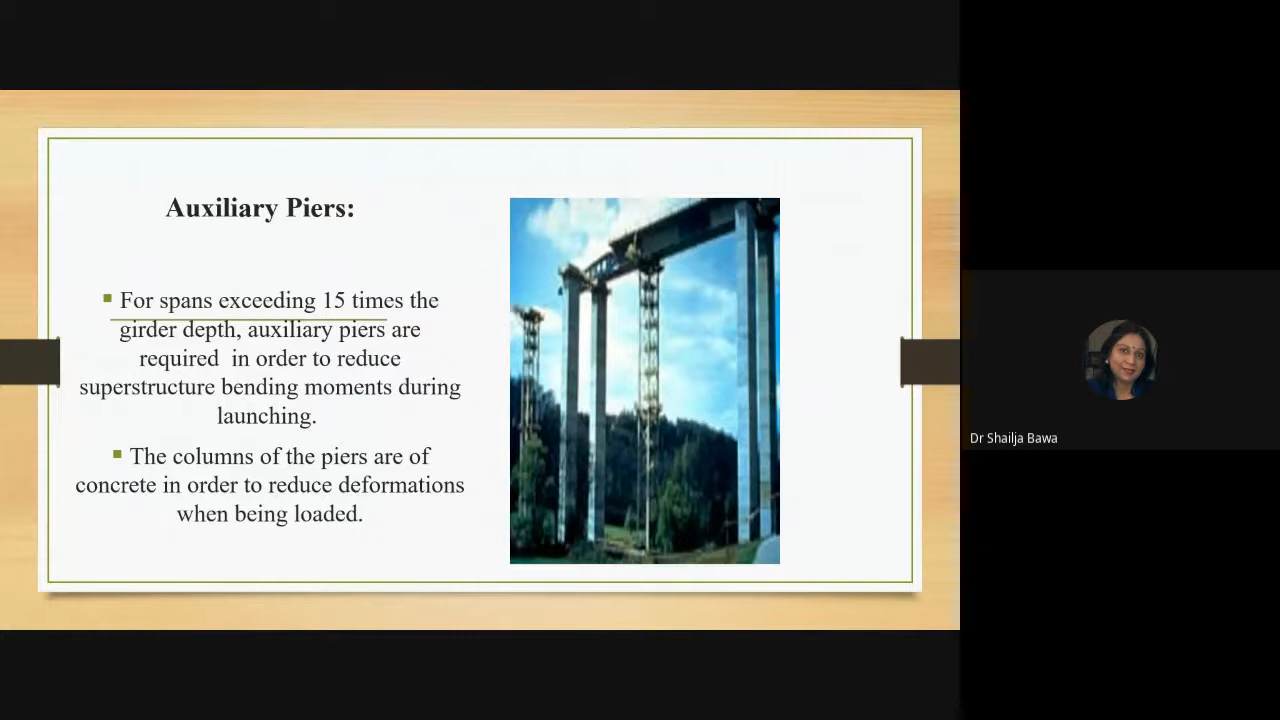 Auxiliary Piers:
▪ For spans exceeding 15 times the
girder depth, auxiliary piers are
required  in order to reduce
superstructure bending moments during
launching.
▪ The columns of the piers are of
concrete in order to reduce deformations
when being loaded.
Dr Shailja Bawa